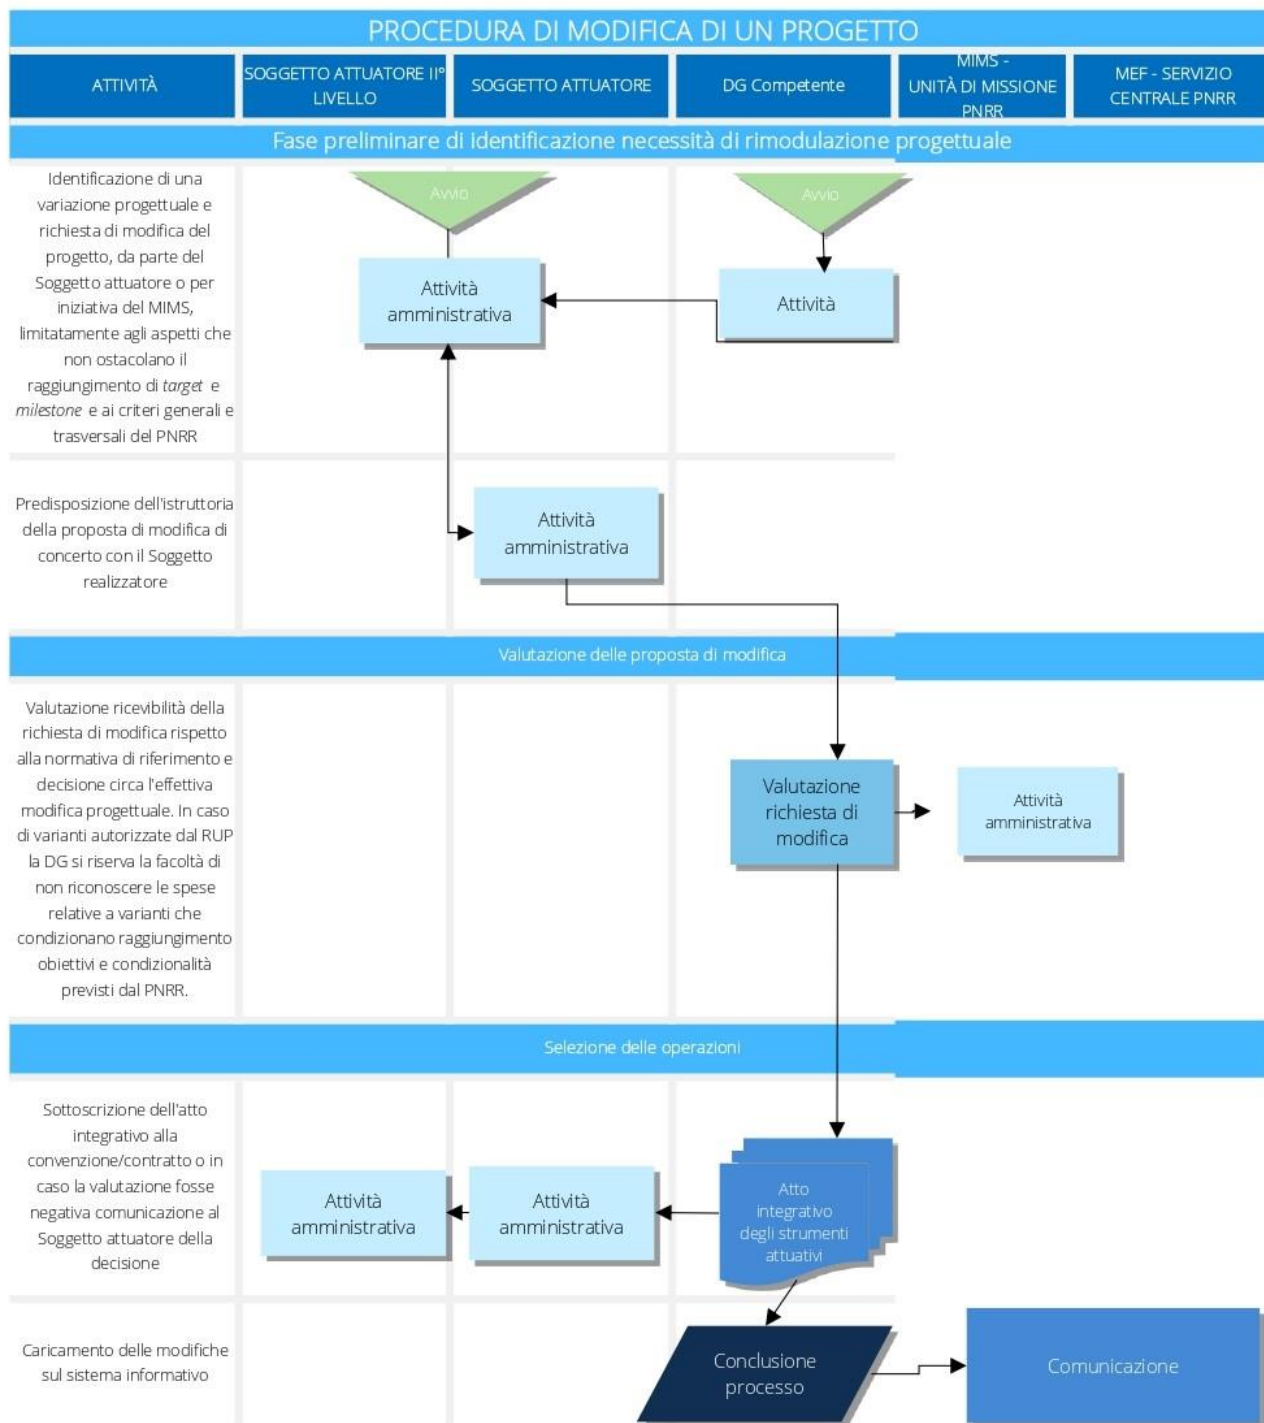 PROCEDURA DI MODIFICA DI UN PROGETTO
ATTIVITÀ
SOGGETTO ATTUATORE II°
LIVELLO
SOGGETTO ATTUATORE
DG Competente
MIMS -
UNITÀ DI MISSIONE
PNRR
MEF - SERVIZIO
CENTRALE PNRR
Fase preliminare di identificazione necessità di rimodulazione progettuale
Identificazione di una
variazione progettuale e
richiesta di modifica del
progetto, da parte del
Soggetto attuatore o per
iniziativa del MIMS,
limitatamente agli aspetti che
non ostacolano il
raggiungimento di target e
milestone e ai criteri generali e
trasversali del PNRR
Avvio
Avvio
Attività
amministrativa
Attività
Predisposizione dell'istruttoria
della proposta di modifica di
concerto con il Soggetto
realizzatore
Attività
amministrativa
Valutazione delle proposta di modifica
Valutazione ricevibilità della
richiesta di modifica rispetto
alla normativa di riferimento e
decisione circa l'effettiva
modifica progettuale. In caso
di varianti autorizzate dal RUP
la DG si riserva la facoltà di
non riconoscere le spese
relative a varianti che
condizionano raggiungimento
obiettivi e condizionalità
previsti dal PNRR.
Valutazione
richiesta di
modifica
Attività
amministrativa
Selezione delle operazioni
Sottoscrizione dell'atto
integrativo alla
convenzione/contratto o in
caso la valutazione fosse
negativa comunicazione al
Soggetto attuatore della
decisione
Attività
amministrativa
Attività
amministrativa
Atto
integrativo
degli strumenti
attuativi
Caricamento delle modifiche
sul sistema informativo
Conclusione
processo
Comunicazione